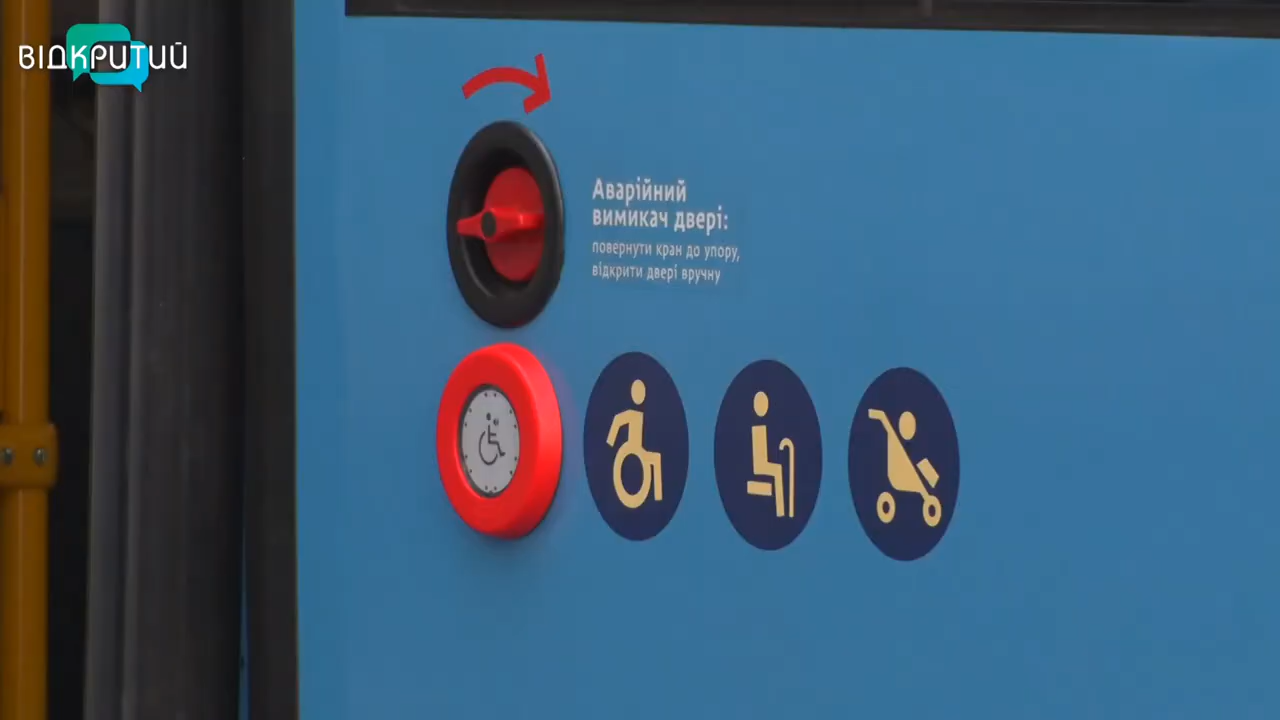 ВІДКРИТИЙ
Аварійний
вимикач двері:
повернути кран до упору,
відкрити двері вручну